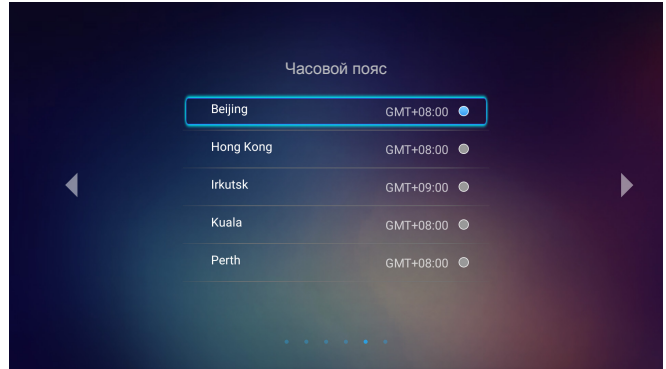 Часовой пояс
Beijing GMT+08:00
Hong Kong GMT+08:00
Irkutsk GMT+09:00
Kuala GMT+08:00
Perth GMT+08:00